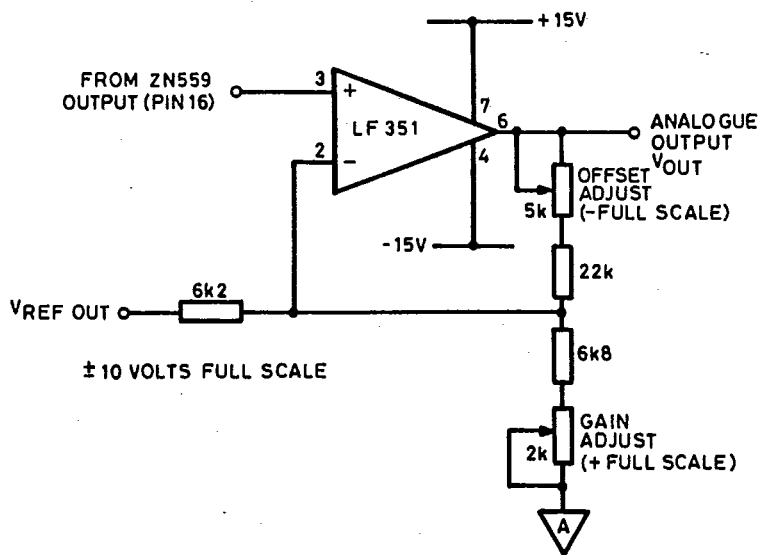 +15V
FROM ZN559
OUTPUT (PIN 16)
3
+
LF 351
7
6
4
2
−
ANALOGUE
OUTPUT
VOUT
OFFSET
ADJUST
(-FULL SCALE)
5k
-15V
22k
6k2
VREF OUT
6k8
± 10 VOLTS FULL SCALE
GAIN
ADJUST
(+ FULL SCALE)
2k
A